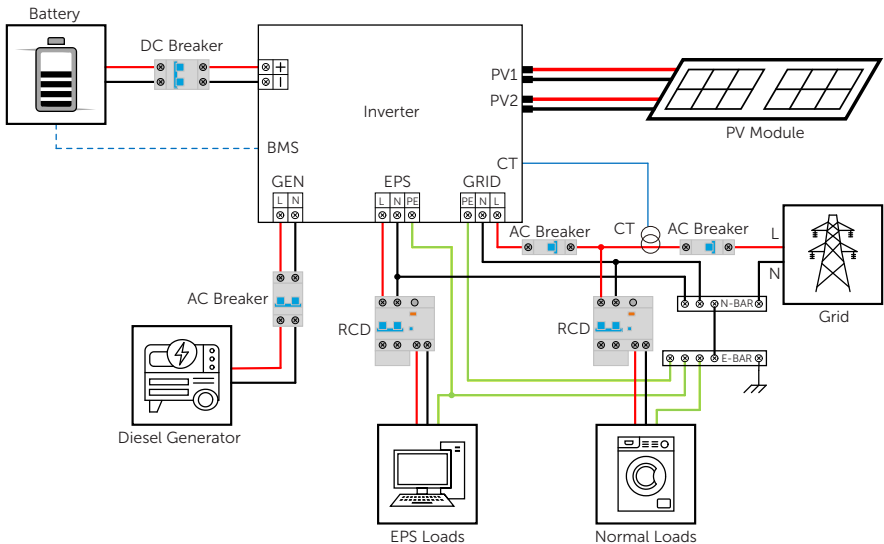 Battery
DC Breaker
+
−
Inverter
PV1
PV2
PV Module
BMS
CT
GEN
EPS
GRID
L N
L N PE
PE N L
AC Breaker
CT
AC Breaker
L
N
Grid
AC Breaker
RCD
RCD
N-BAR
E-BAR
Diesel Generator
EPS Loads
Normal Loads